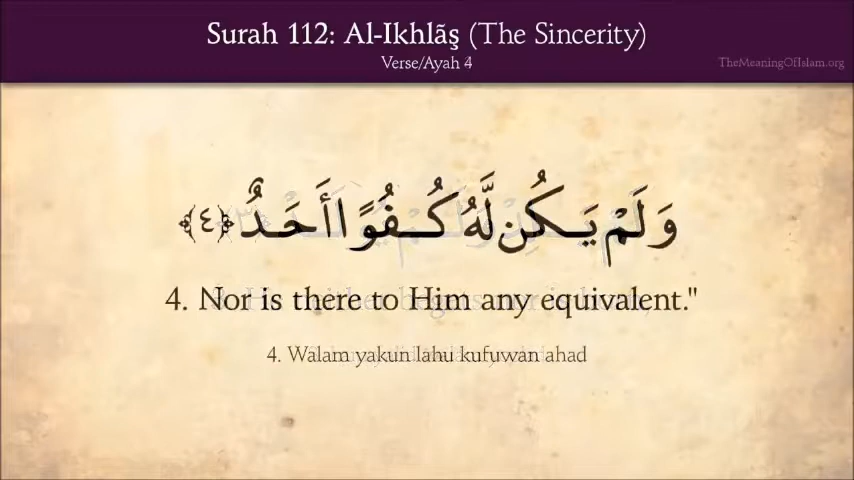 Surah 112: Al-Ikhlāş (The Sincerity)
Verse/Ayah 4
TheMeaningOfIslam.org
وَلَمْ يَكُن لَّهُ كُفُوًا أَحَدٌ ﴿٤﴾
4. Nor is there to Him any equivalent."
4. Walam yakun lahu kufuwan ahad